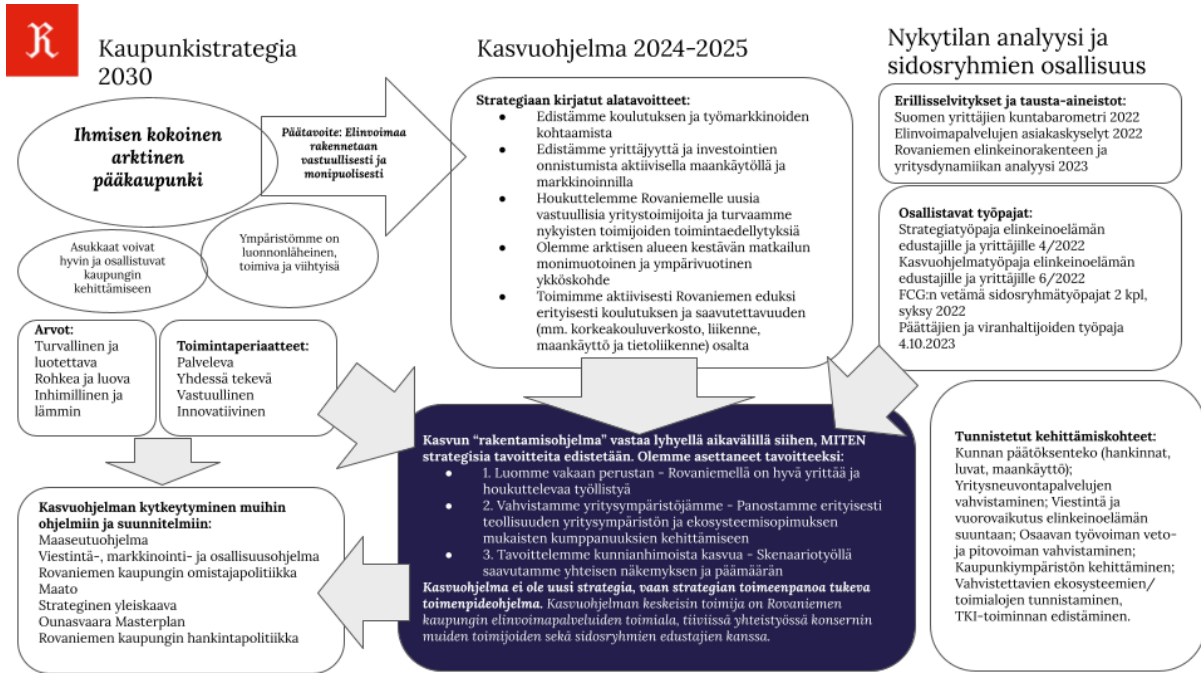 R
Kaupunkistrategia
2030
Ihmisen kokoinen
arktinen
pääkaupunki
Päätavoite: Elinvoimaa
rakennetaan
vastuullisesti ja
monipuolisesti
Asukkaat voivat
hyvin ja osallistuvat
kaupungin
kehittämiseen
Ympäristömme on
luonnonläheinen,
toimiva ja viihtyisä
Arvot:
Turvallinen ja
luotettava
Rohkea ja luova
Inhimillinen ja
lämmin
Toimintaperiaatteet:
Palveleva
Yhdessä tekevä
Vastuullinen
Innovatiivinen
Kasvuohjelman kytkeytyminen muihin
ohjelmiin ja suunnitelmiin:
Maaseutuohjelma
Viestintä-, markkinointi- ja osallisuusohjelma
Rovaniemen kaupungin omistajapolitiikka
Maato
Strateginen yleiskaava
Ounasvaara Masterplan
Rovaniemen kaupungin hankintapolitiikka
Kasvuohjelma 2024-2025
Strategiaan kirjatut alatavoitteet:
● Edistämme koulutuksen ja työmarkkinoiden
kohtaamista
● Edistämme yrittäjyyttä ja investointien
onnistumista aktiivisella maankäytöllä ja
markkinoinnilla
● Houkuttelemme Rovaniemelle uusia
vastuullisia yritystoimijoita ja turvaamme
nykyisten toimijoiden toimintaedellytyksiä
● Olemme arktisen alueen kestävän matkailun
monimuotoinen ja ympärivuotinen
ykköskohde
● Toimimme aktiivisesti Rovaniemen eduksi
erityisesti koulutuksen ja saavutettavuuden
(mm. korkeakouluverkosto, liikenne,
maankäyttö ja tietoliikenne) osalta
Kasvun “rakentamisohjelma” vastaa lyhyellä aikavälillä siihen, MITEN
strategisia tavoitteita edistetään. Olemme asettaneet tavoitteeksi:
● 1. Luomme vakaan perustan - Rovaniemellä on hyvä yrittää ja
houkuttelevaa työllistyä
● 2. Vahvistamme yritysympäristöjämme - Panostamme erityisesti
teollisuuden yritysympäristön ja ekosysteemisopimuksen
mukaisten kumppanuuksien kehittämiseen
● 3. Tavoittelemme kunnianhimoista kasvua - Skenaariotyöllä
saavutamme yhteisen näkemyksen ja päämäärän
Kasvuohjelma ei ole uusi strategia, vaan strategian toimeenpanoa tukeva
toimenpideohjelma. Kasvuohjelman keskeisin toimija on Rovaniemen
kaupungin elinvoimapalveluiden toimiala, tiiviissä yhteistyössä konsernin
muiden toimijoiden sekä sidosryhmien edustajien kanssa.
Nykytilan analyysi ja
sidosryhmien osallisuus
Erillisselvitykset ja tausta-aineistot:
Suomen yrittäjien kuntabarometri 2022
Elinvoimapalvelujen asiakaskyselyt 2022
Rovaniemen elinkeinorakenteen ja
yritysdynamiikan analyysi 2023
Osallistavat työpajat:
Strategiatyöpaja elinkeinoelämän
edustajille ja yrittäjille 4/2022
Kasvuohjelmatyöpaja elinkeinoelämän
edustajille ja yrittäjille 6/2022
FCG:n vetämä sidosryhmätyöpajat 2 kpl,
syksy 2022
Päättäjien ja viranhaltijoiden työpaja
4.10.2023
Tunnistetut kehittämiskohteet:
Kunnan päätöksenteko (hankinnat,
luvat, maankäyttö);
Yritysneuvontapalvelujen
vahvistaminen; Viestintä ja
vuorovaikutus elinkeinoelämän
suuntaan; Osaavan työvoiman veto-
ja pitovoiman vahvistaminen;
Kaupunkiympäristön kehittäminen;
Vahvistettavien ekosysteemien/
toimialojen tunnistaminen,
TKI-toiminnan edistäminen.